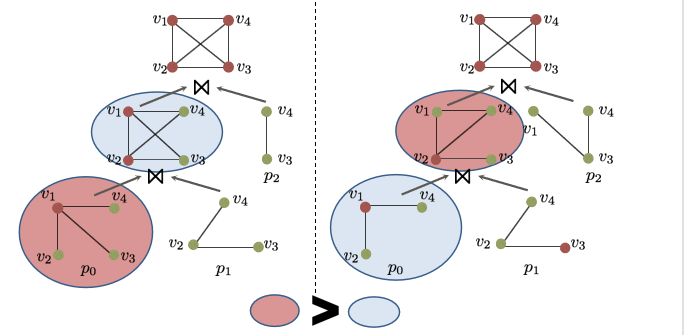 v₁ v₄
v₂ v₃
⋈
v₁ v₄ v₄
v₂ v₃ v₃
p₂
⋈
v₁ v₄ v₄
v₂ v₃ v₂ v₃
p₀ p₁
v₁ v₄
v₂ v₃
⋈
v₁ v₄ v₁ v₄
v₂ v₃ v₃
p₂
⋈
v₁ v₄ v₄
v₂ v₂ v₃
p₀ p₁
>